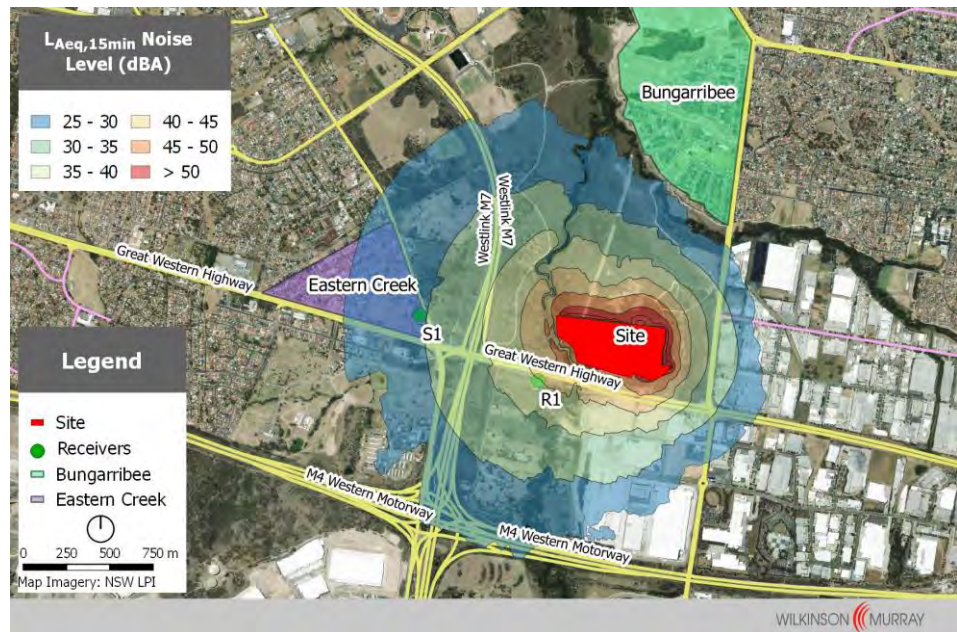 L_Aeq,15min Noise
Level (dBA)
25 - 30
40 - 45
30 - 35
45 - 50
35 - 40
> 50
Bungarribee
Westlink M7
Westlink M7
Great Western Highway
Eastern Creek
S1
Site
Great Western Highway
R1
M4 Western Motorway
M4 Western Motorway
Legend
Site
Receivers
Bungarribee
Eastern Creek
0 250 500 750 m
Map Imagery: NSW LPI
WILKINSON MURRAY